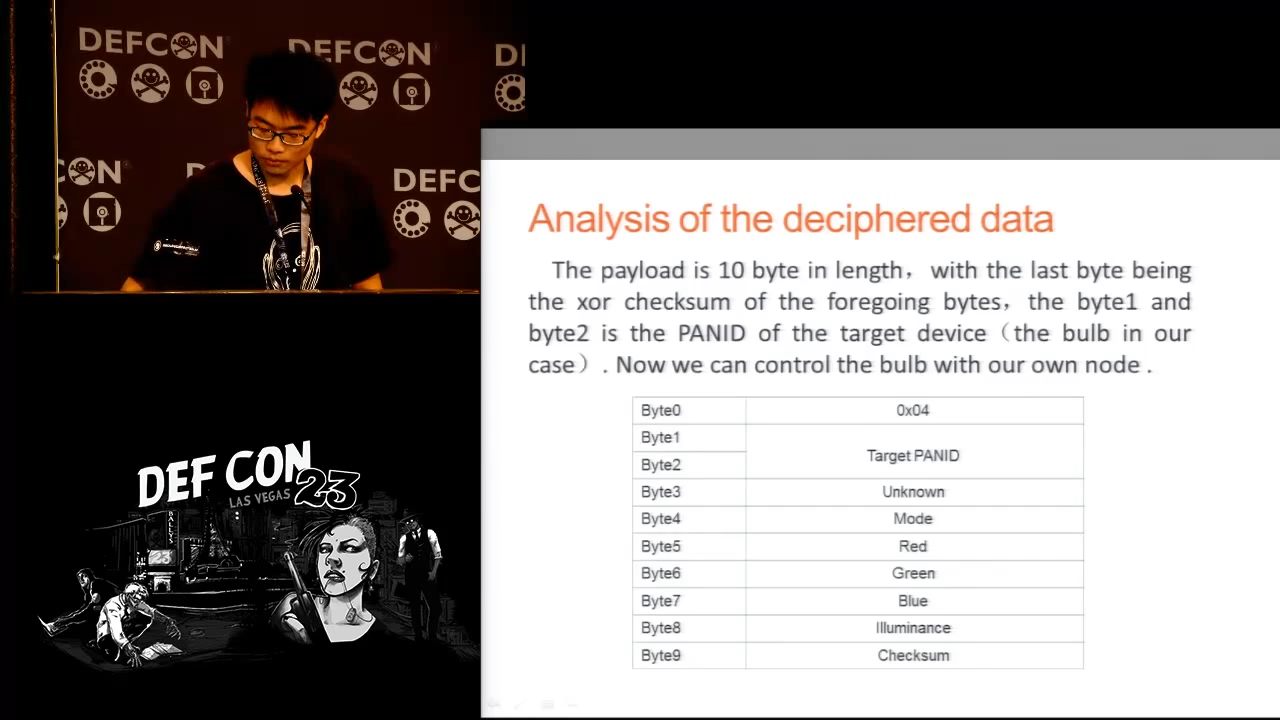 DEFCON
DEFCON
D
CON
D
DEFC
Analysis of the deciphered data
The payload is 10 byte in length，with the last byte being
the xor checksum of the foregoing bytes，the byte1 and
byte2 is the PANID of the target device（the bulb in our
case）. Now we can control the bulb with our own node .
Byte0 0x04
Byte1
Target PANID
Byte2
Byte3 Unknown
Byte4 Mode
Byte5 Red
Byte6 Green
Byte7 Blue
Byte8 Illuminance
Byte9 Checksum
DEF CON
LAS VEGAS 23
BALLYS